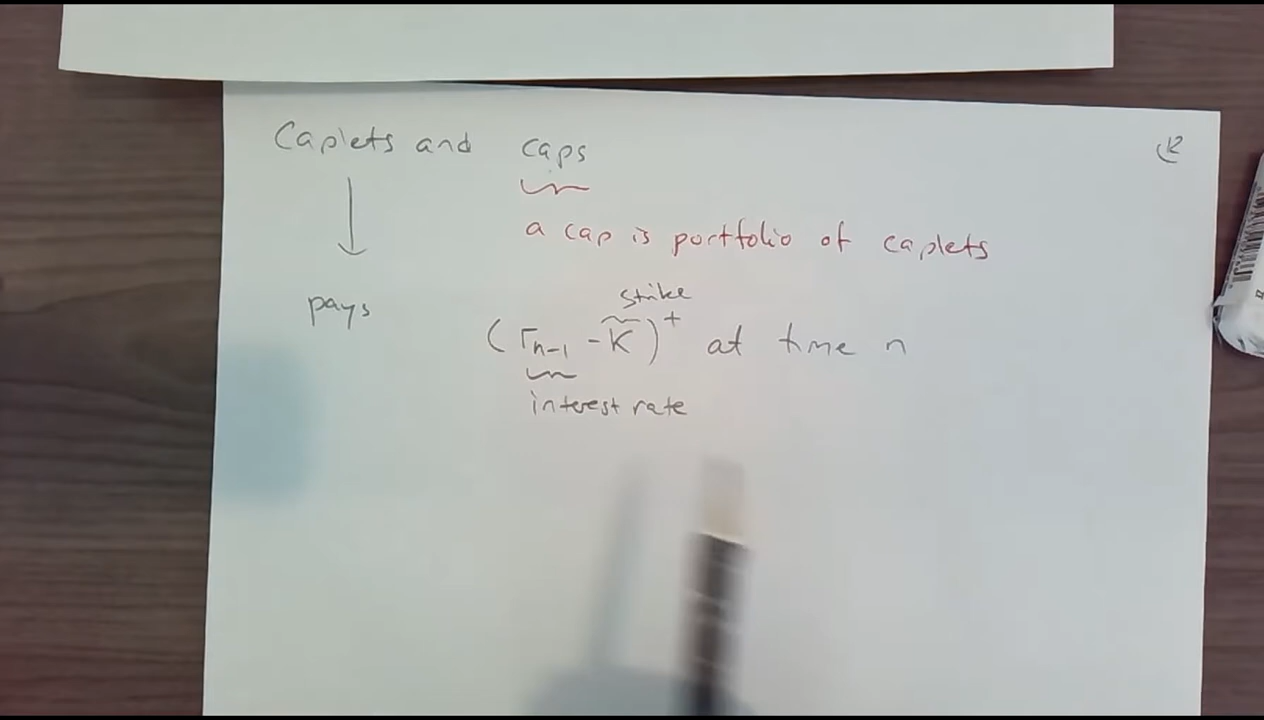 Caplets and caps
a cap is portfolio of caplets
strike
pays (r_{n-1} - K)^+ at time n
interest rate